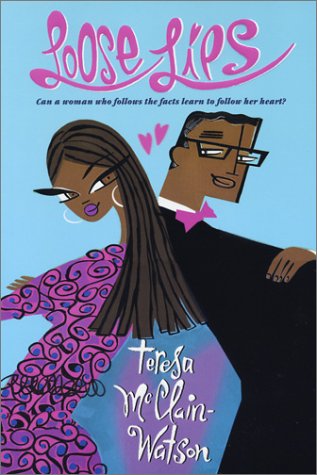 Loose Lips
Can a woman who follows the facts learn to follow her heart?
Teresa
McClain-
Watson